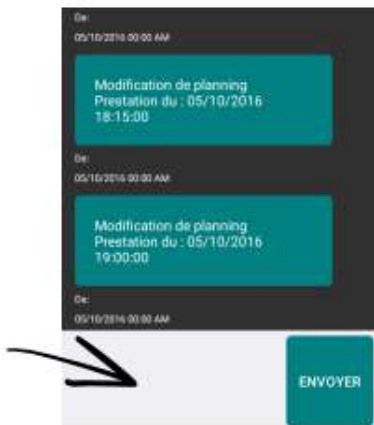 De:
05/10/2016 00:00 AM
Modification de planning
Prestation du : 05/10/2016
18:15:00
De:
05/10/2016 00:00 AM
Modification de planning
Prestation du : 05/10/2016
19:00:00
De:
05/10/2016 00:00 AM
ENVOYER